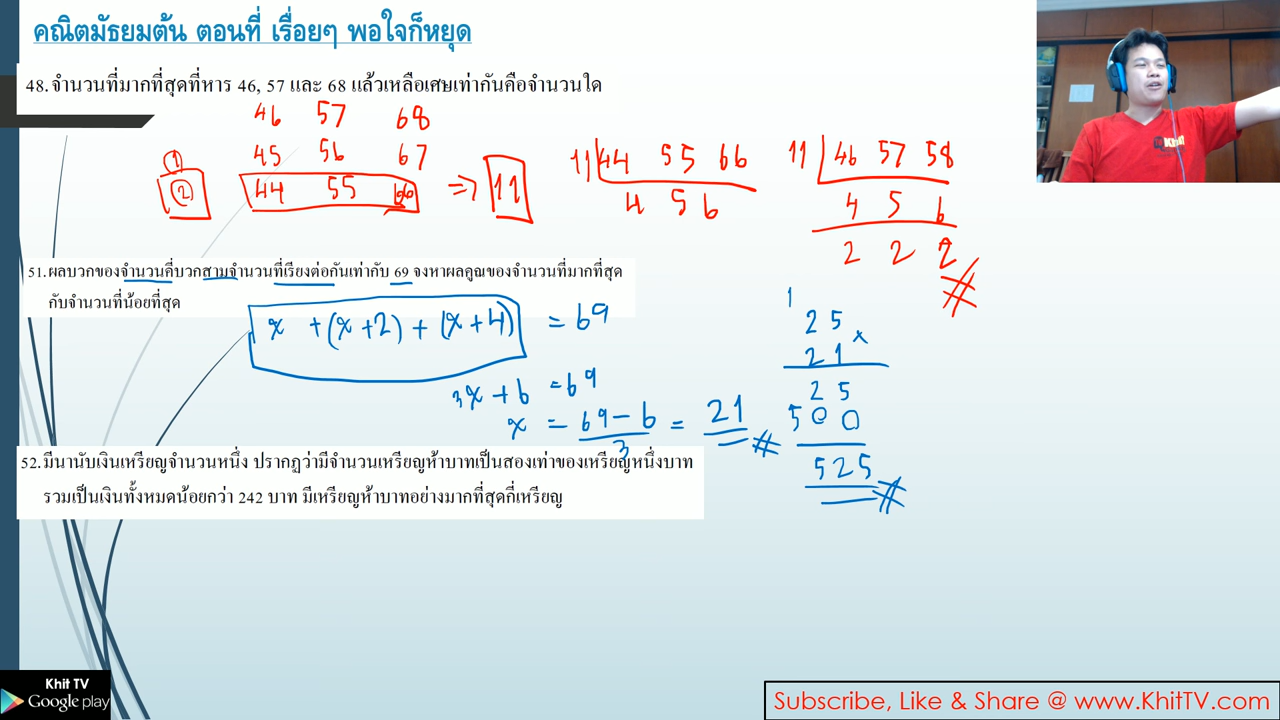 คณิตมัธยมต้น ตอนที่ เรื่อยๆ พอใจก็หยุด
48. จำนวนที่มากที่สุดที่หาร 46, 57 และ 68 แล้วเหลือเศษเท่ากันคือจำนวนใด
46 57 68
① 45 56 67
② 44 55 66 => 11
11 44 55 66
4 5 6
11 46 57 58
4 5 6
2 2 2
51. ผลบวกของจำนวนคี่บวกสามจำนวนที่เรียงต่อกันเท่ากับ 69 จงหาผลคูณของจำนวนที่มากที่สุด
กับจำนวนที่น้อยที่สุด
x + (x+2) + (x+4) = 69
3x + 6 = 69
x = 69 - 6 = 21 #
3
1
25 x
21
25
500
525 #
52. มีนานับเงินเหรียญจำนวนหนึ่ง ปรากฏว่ามีจำนวนเหรียญห้าบาทเป็นสองเท่าของเหรียญหนึ่งบาท
รวมเป็นเงินทั้งหมดน้อยกว่า 242 บาท มีเหรียญห้าบาทอย่างมากที่สุดกี่เหรียญ
Khit TV
Google play
Subscribe, Like & Share @ www.KhitTV.com